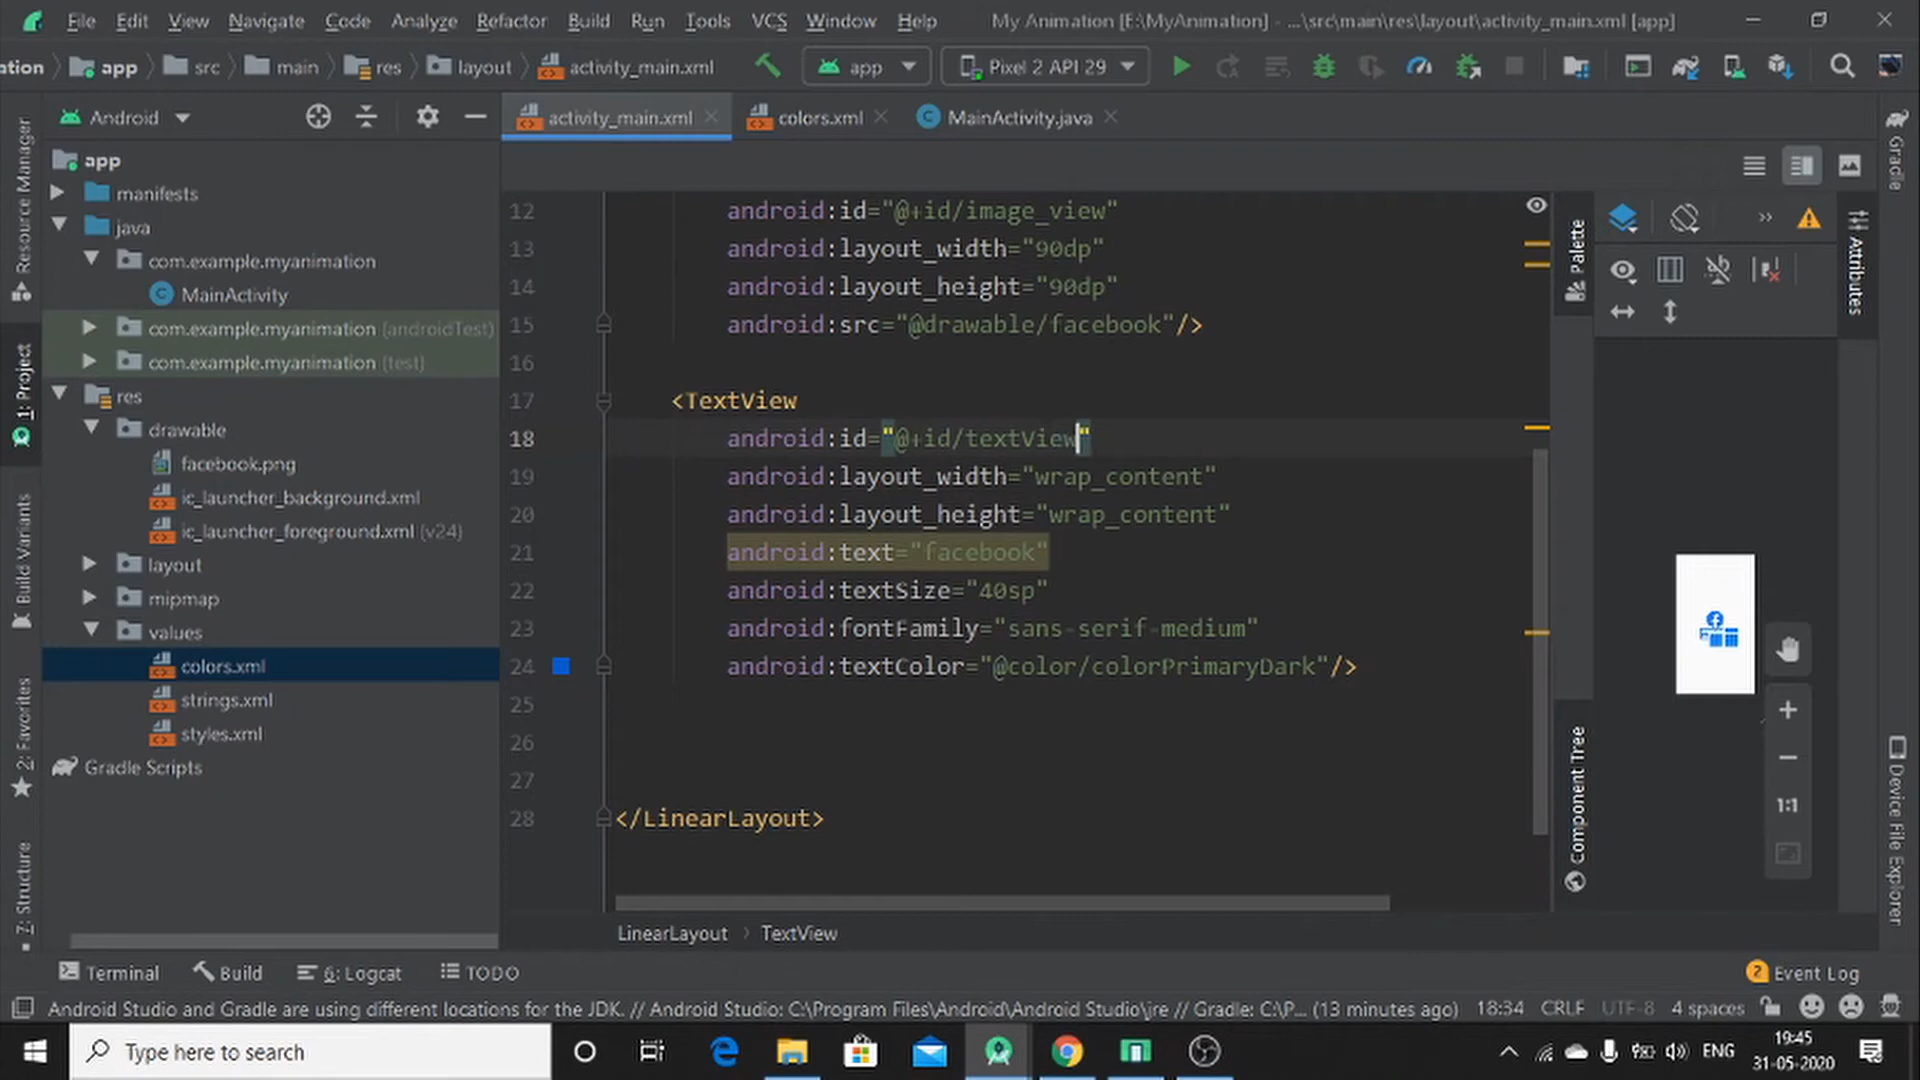 File Edit View Navigate Code Analyze Refactor Build Run Tools VCS Window Help My Animation [E:\MyAnimation] - ...\src\main\res\layout\activity_main.xml [app]
ation app src main res layout activity_main.xml app Pixel 2 API 29
Android
activity_main.xml colors.xml MainActivity.java
app
manifests
java
com.example.myanimation
MainActivity
com.example.myanimation (androidTest)
com.example.myanimation (test)
res
drawable
facebook.png
ic_launcher_background.xml
ic_launcher_foreground.xml (v24)
layout
mipmap
values
colors.xml
strings.xml
styles.xml
Gradle Scripts
Resource Manager
1: Project
Build Variants
2: Favorites
Z: Structure
12 android:id="@+id/image_view"
13 android:layout_width="90dp"
14 android:layout_height="90dp"
15 android:src="@drawable/facebook"/>
16
17 <TextView
18 android:id="@+id/textView"
19 android:layout_width="wrap_content"
20 android:layout_height="wrap_content"
21 android:text="facebook"
22 android:textSize="40sp"
23 android:fontFamily="sans-serif-medium"
24 android:textColor="@color/colorPrimaryDark"/>
25
26
27
28 </LinearLayout>
LinearLayout TextView
Palette
Component Tree
1:1
Gradle
Attributes
Device File Explorer
Terminal Build 6: Logcat TODO
2 Event Log
Android Studio and Gradle are using different locations for the JDK. // Android Studio: C:\Program Files\Android\Android Studio\jre // Gradle: C:\P... (13 minutes ago) 18:34 CRLF UTF-8 4 spaces
Type here to search
ENG
19:45
31-05-2020